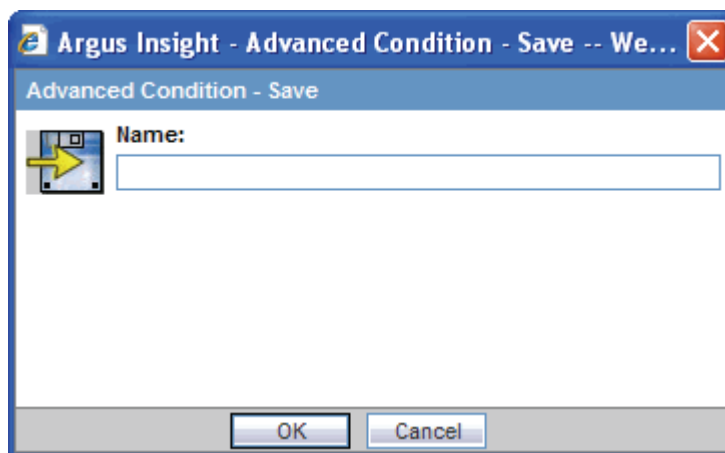 Argus Insight - Advanced Condition - Save -- We...
Advanced Condition - Save
Name:
OK
Cancel